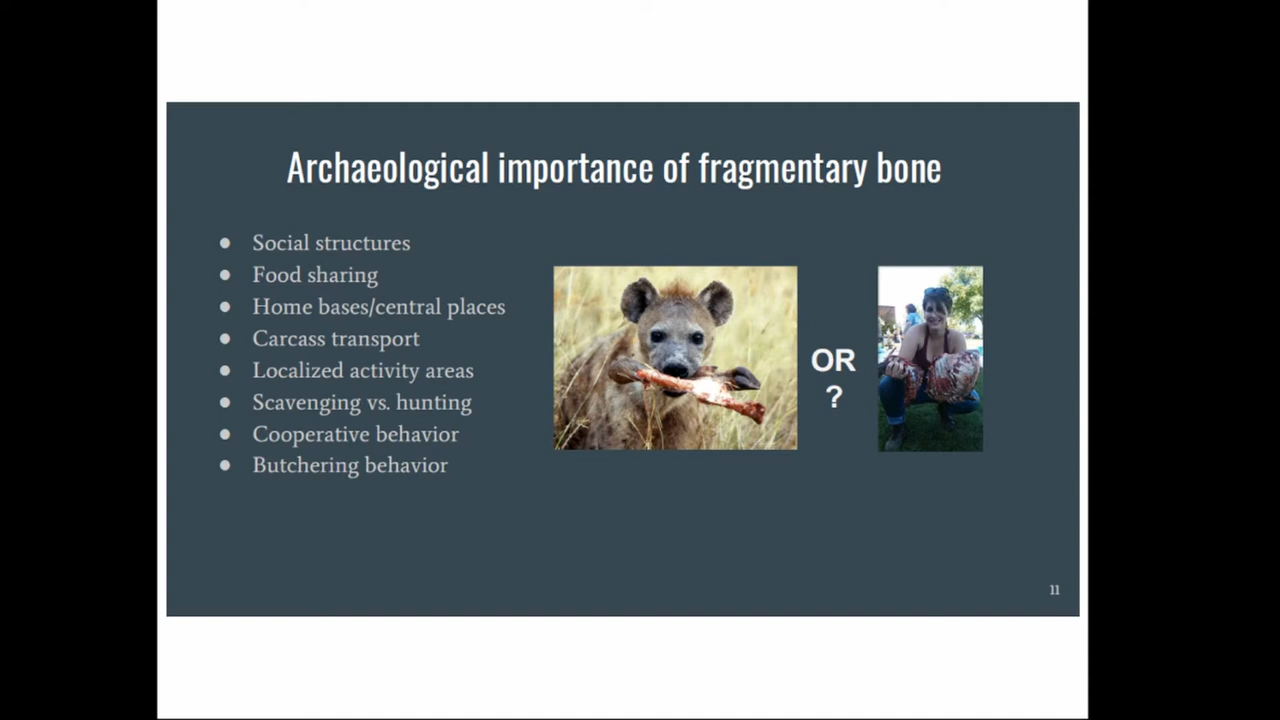 Archaeological importance of fragmentary bone
● Social structures
● Food sharing
● Home bases/central places
● Carcass transport
● Localized activity areas
● Scavenging vs. hunting
● Cooperative behavior
● Butchering behavior
OR
?
11